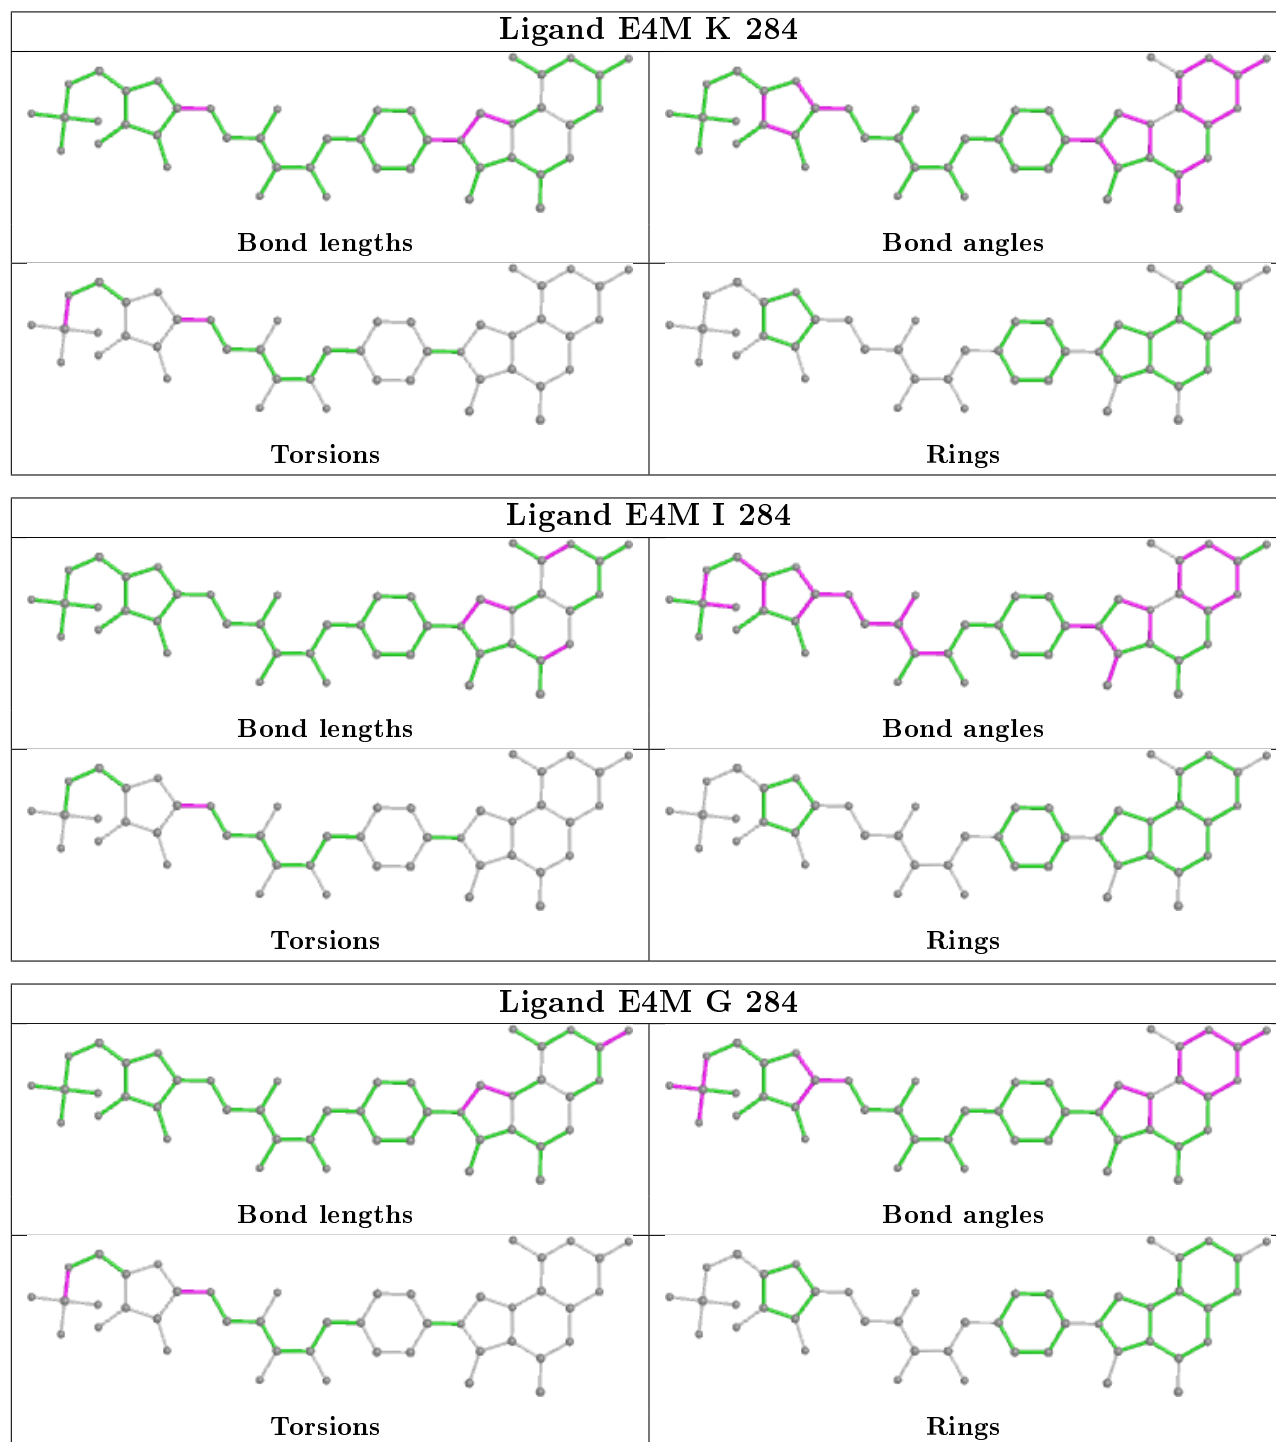 Ligand E4M K 284
Bond lengths
Bond angles
Torsions
Rings
Ligand E4M I 284
Bond lengths
Bond angles
Torsions
Rings
Ligand E4M G 284
Bond lengths
Bond angles
Torsions
Rings